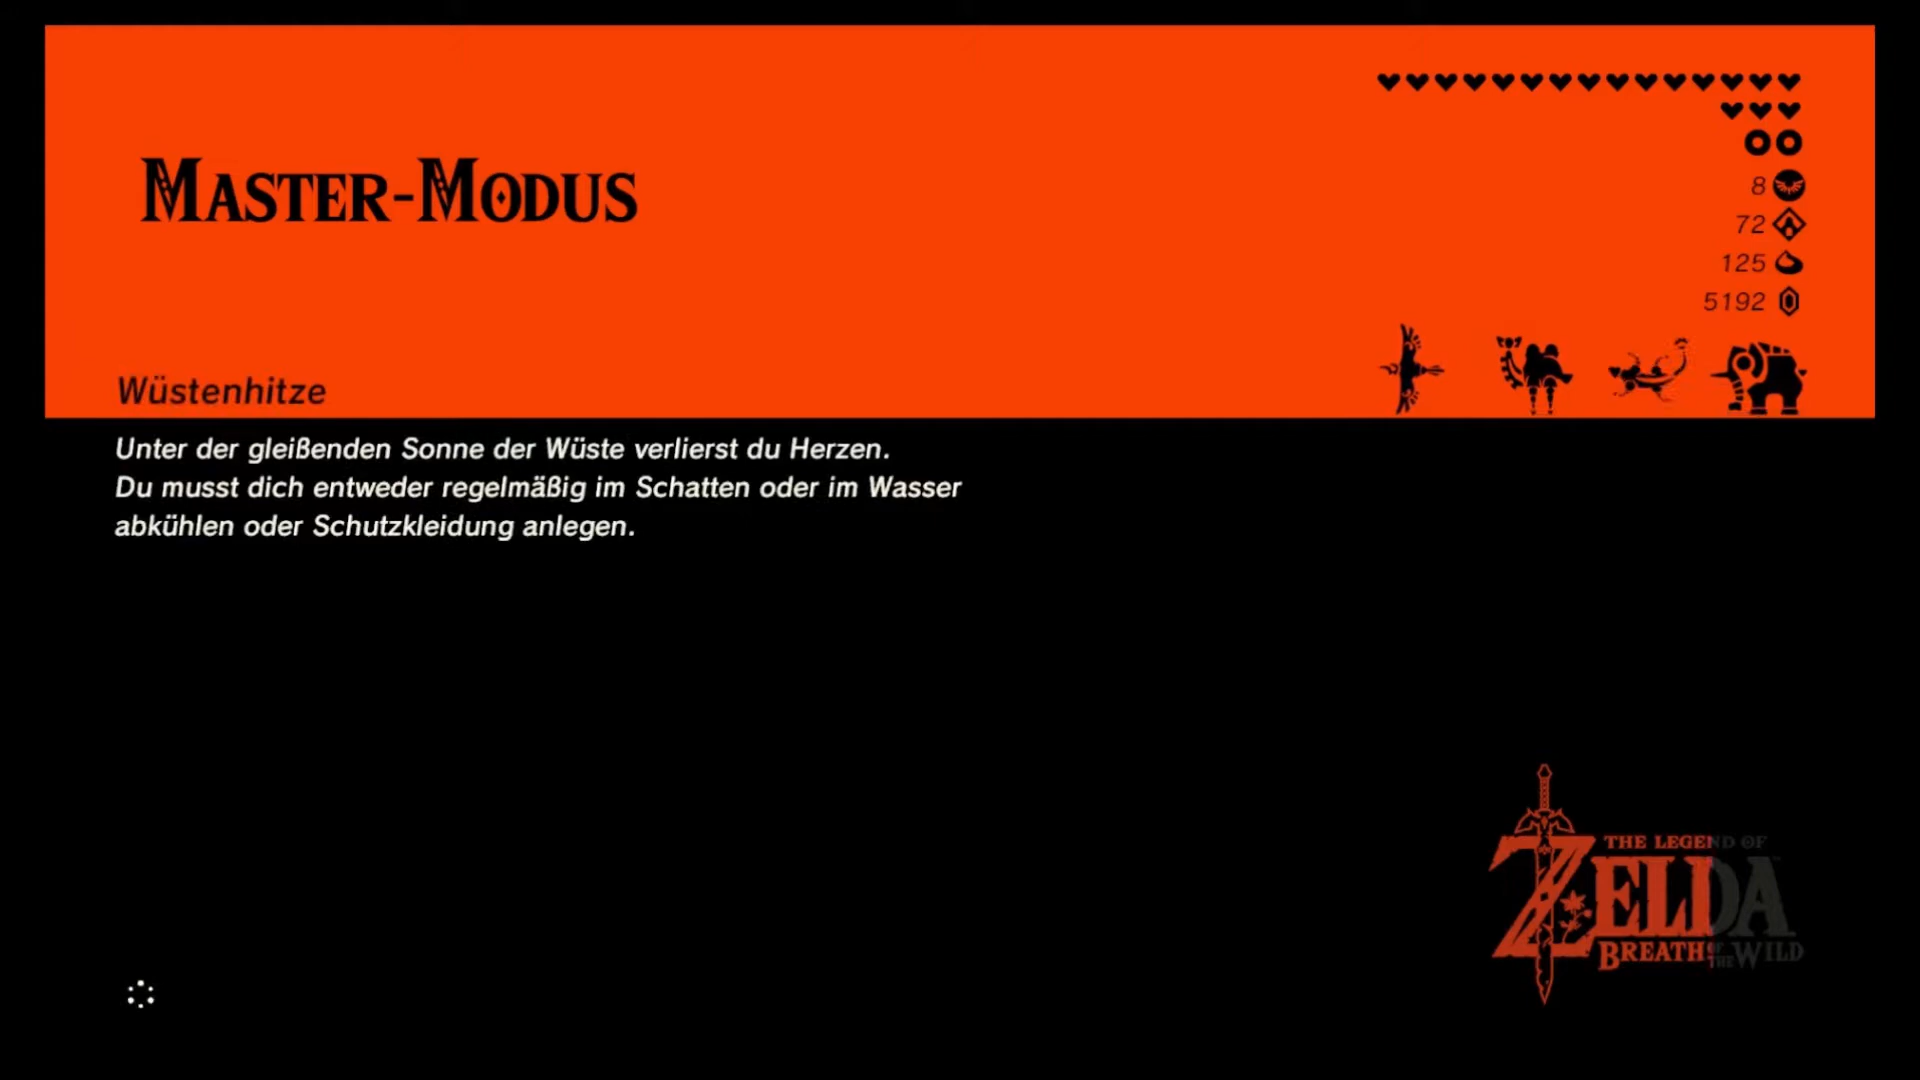 MASTER-MODUS
8
72
125
5192
Wüstenhitze
Unter der gleißenden Sonne der Wüste verlierst du Herzen.
Du musst dich entweder regelmäßig im Schatten oder im Wasser
abkühlen oder Schutzkleidung anlegen.
THE LEGEND OF
ZELDA
BREATH OF THE WILD